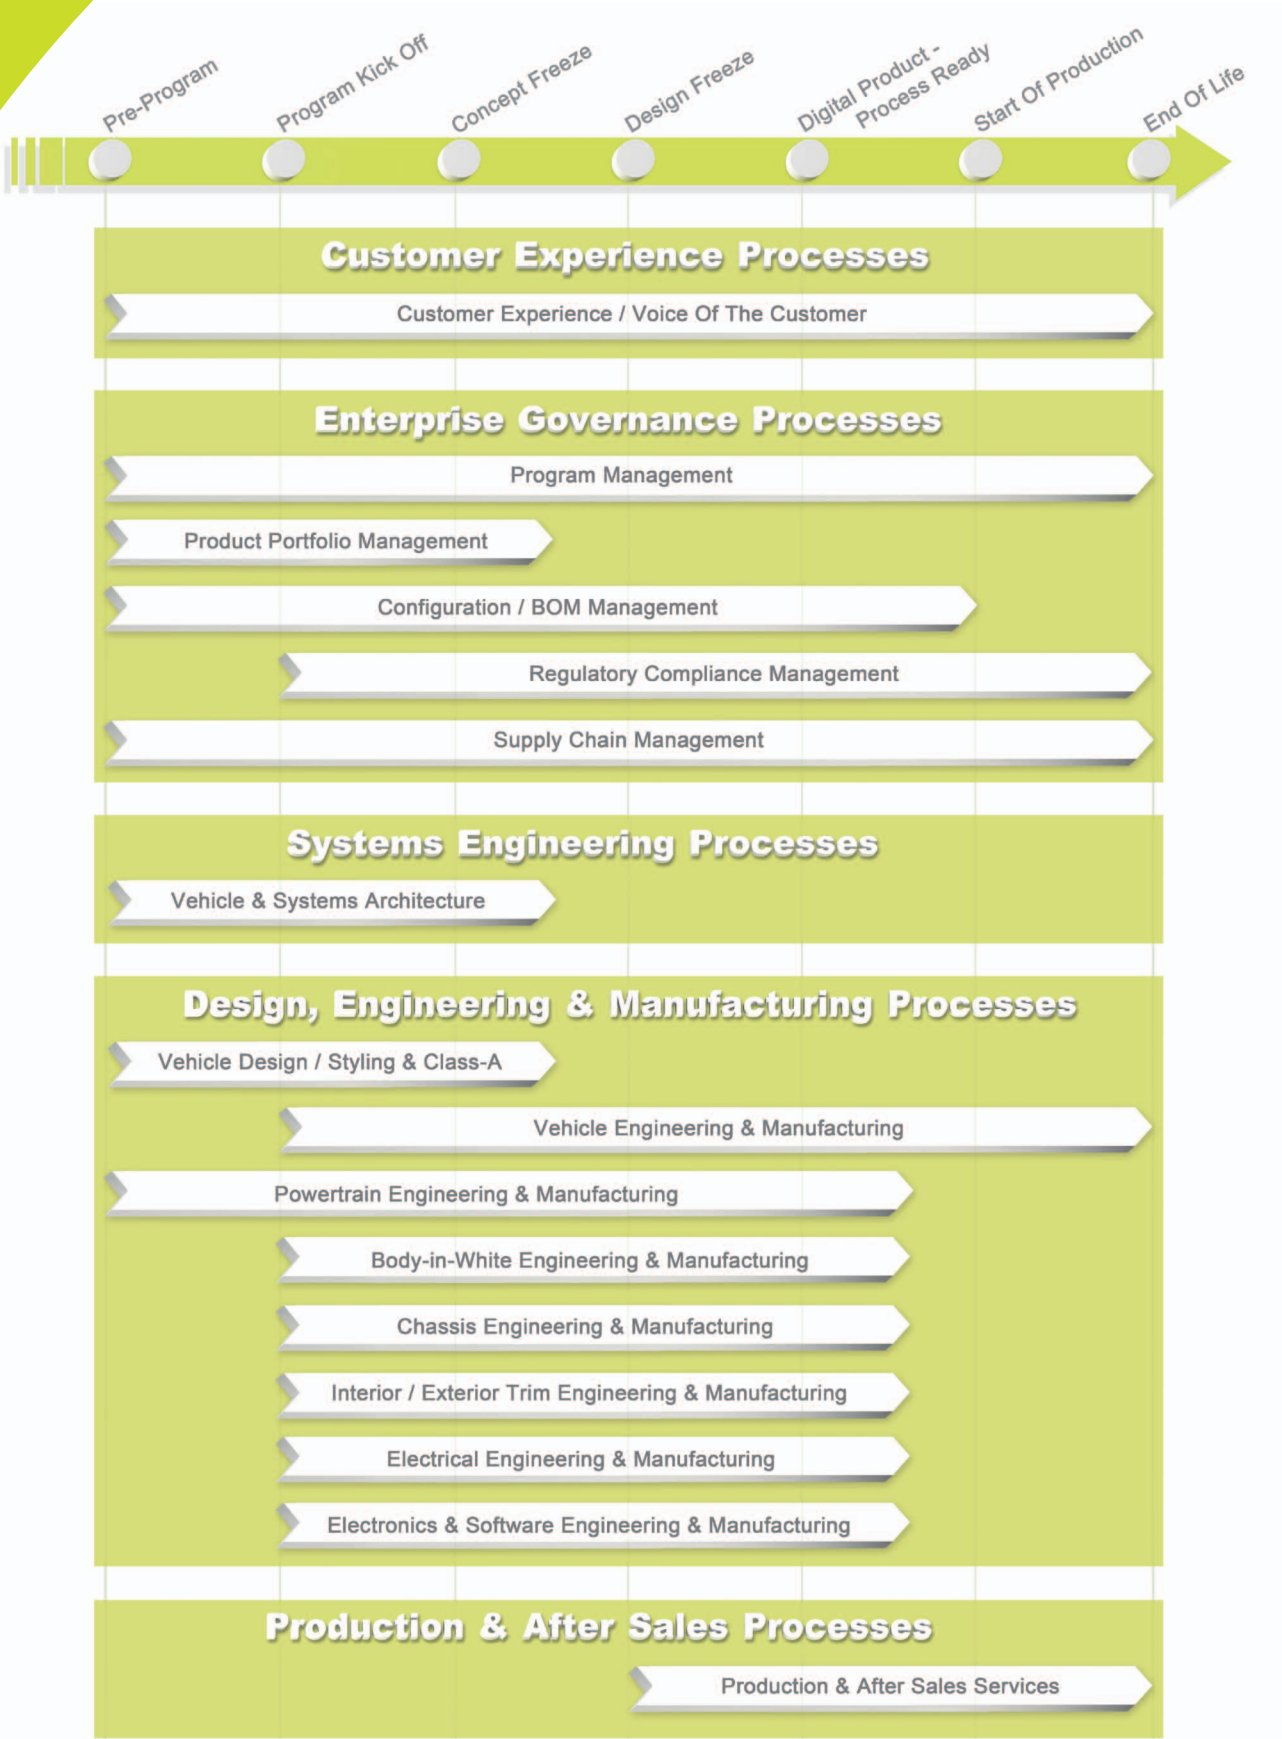 Pre-Program
Program Kick Off
Concept Freeze
Design Freeze
Digital Product -
Process Ready
Start Of Production
End Of Life
Customer Experience Processes
Customer Experience / Voice Of The Customer
Enterprise Governance Processes
Program Management
Product Portfolio Management
Configuration / BOM Management
Regulatory Compliance Management
Supply Chain Management
Systems Engineering Processes
Vehicle & Systems Architecture
Design, Engineering & Manufacturing Processes
Vehicle Design / Styling & Class-A
Vehicle Engineering & Manufacturing
Powertrain Engineering & Manufacturing
Body-in-White Engineering & Manufacturing
Chassis Engineering & Manufacturing
Interior / Exterior Trim Engineering & Manufacturing
Electrical Engineering & Manufacturing
Electronics & Software Engineering & Manufacturing
Production & After Sales Processes
Production & After Sales Services